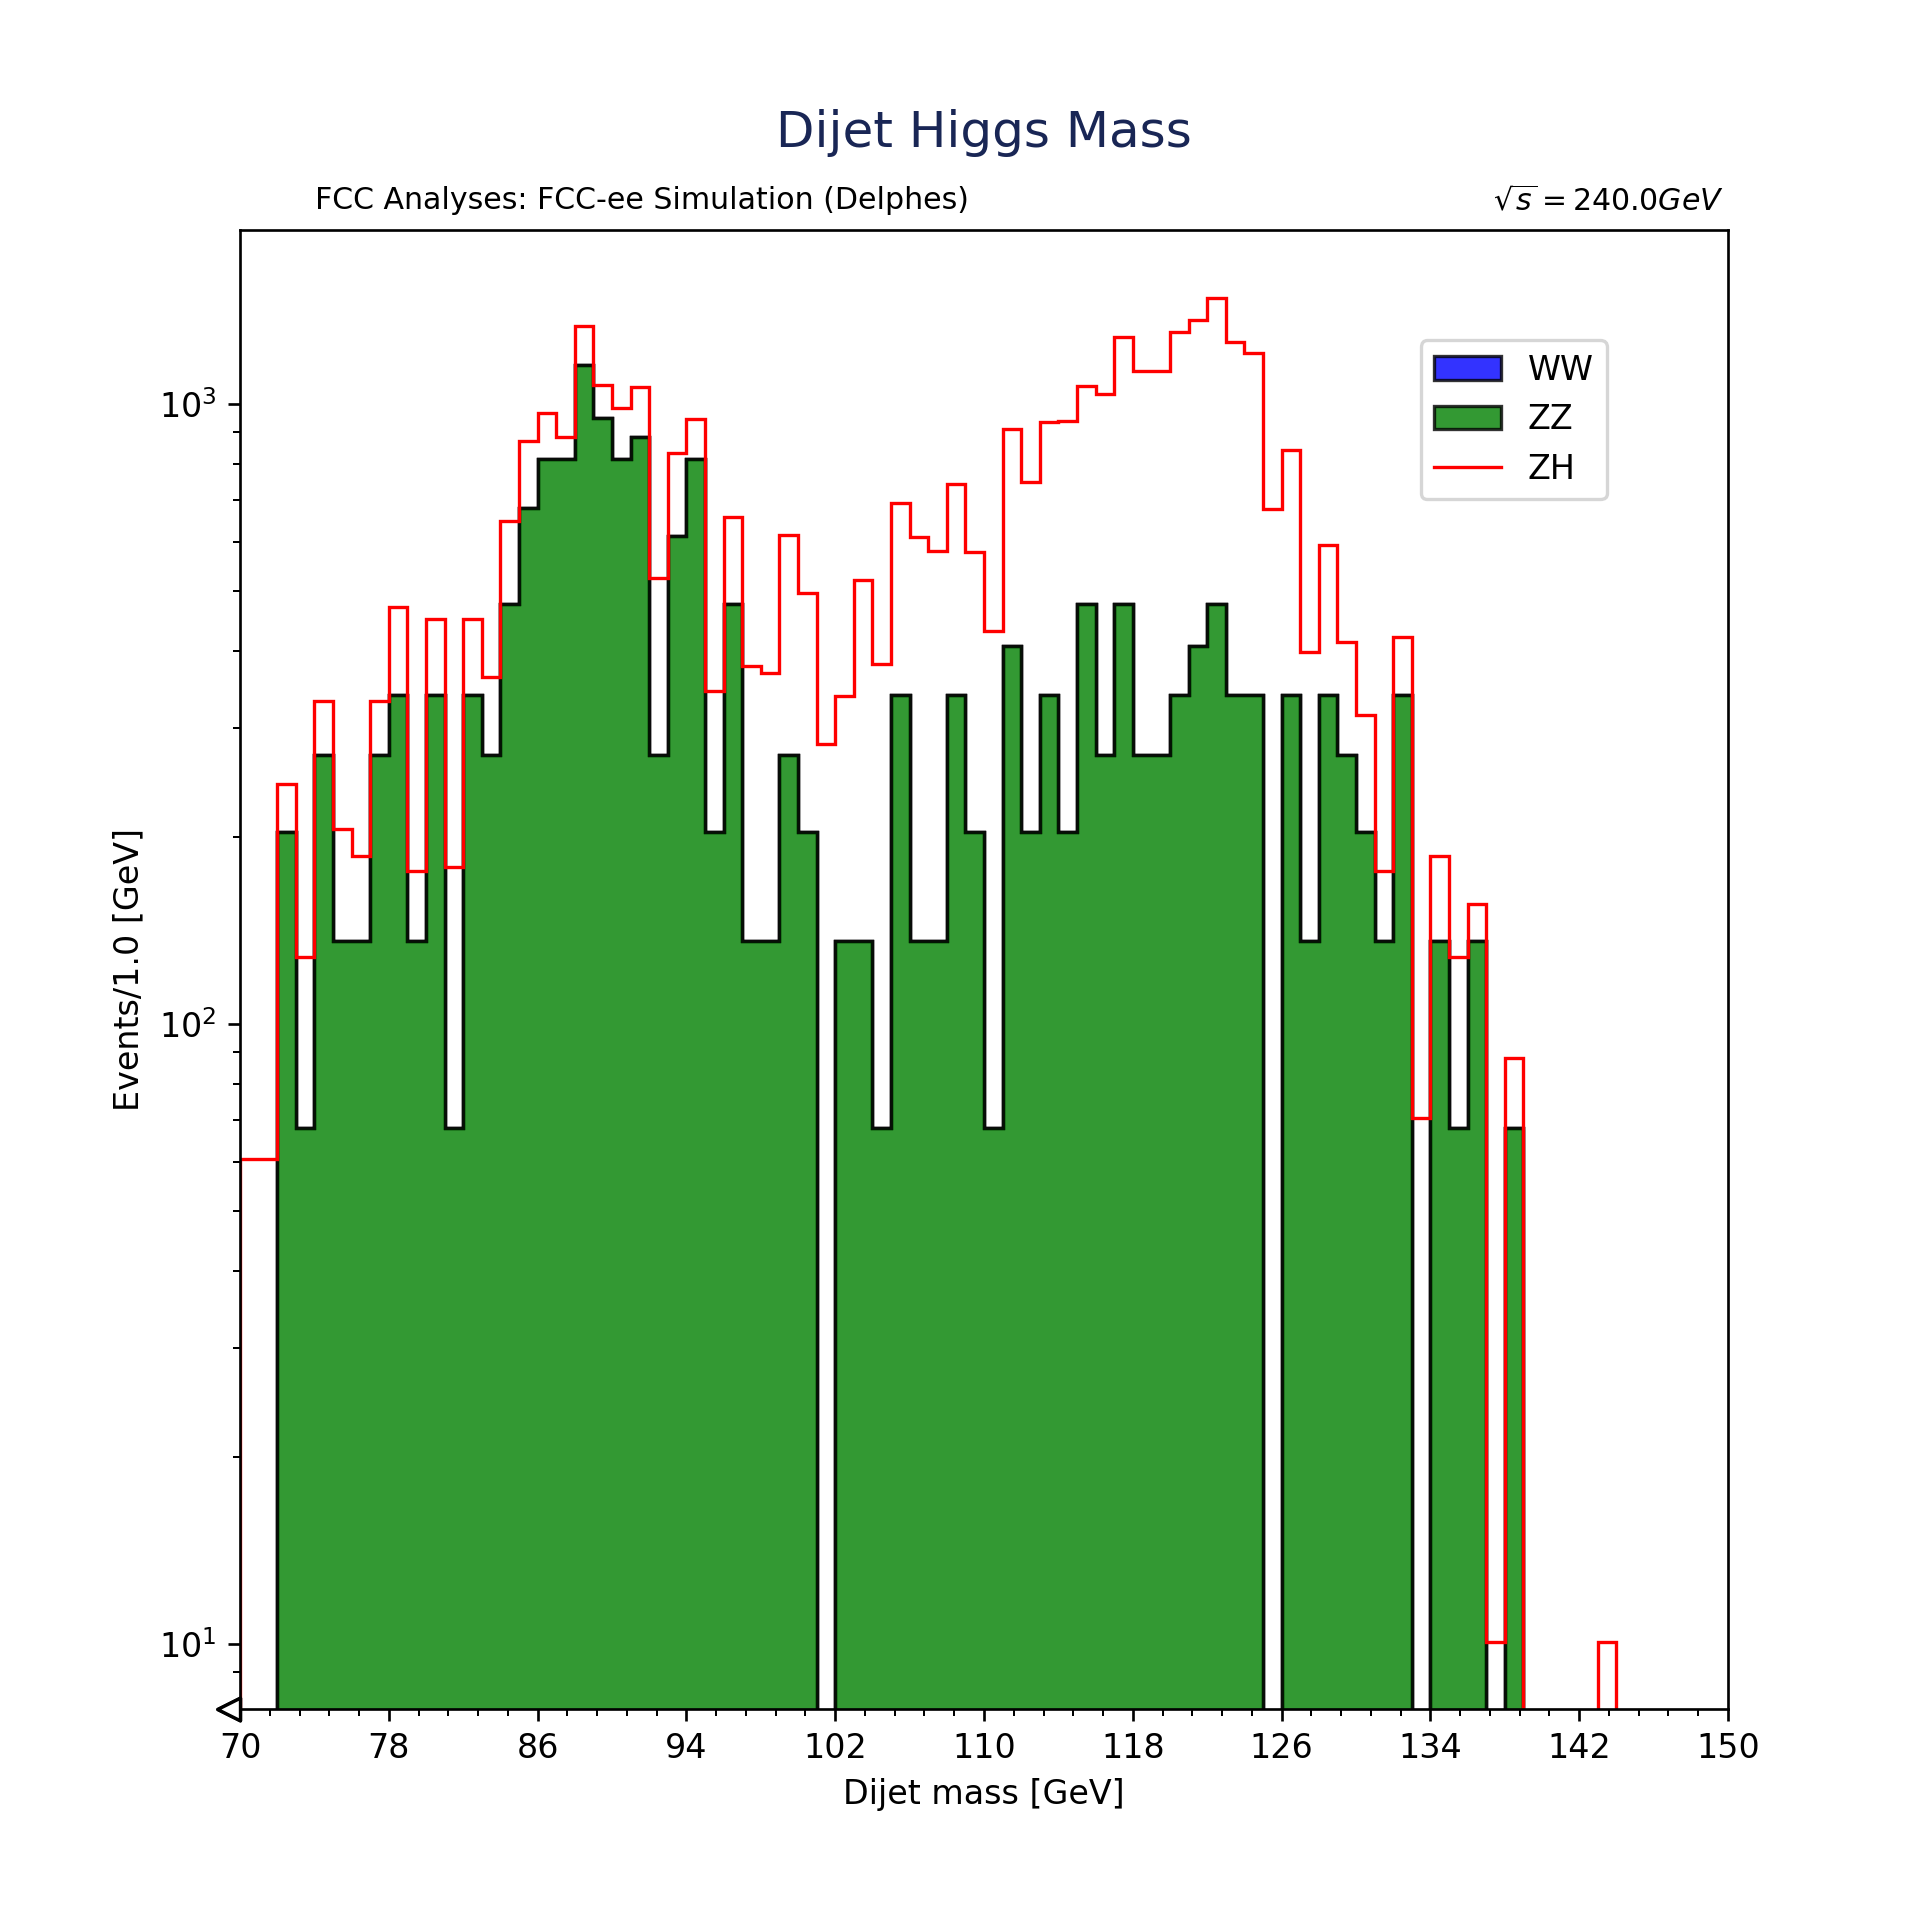 Dijet Higgs Mass
FCC Analyses: FCC-ee Simulation (Delphes)
√s = 240.0GeV
WW
ZZ
ZH
10³
10²
10¹
Events/1.0 [GeV]
70 78 86 94 102 110 118 126 134 142 150
Dijet mass [GeV]